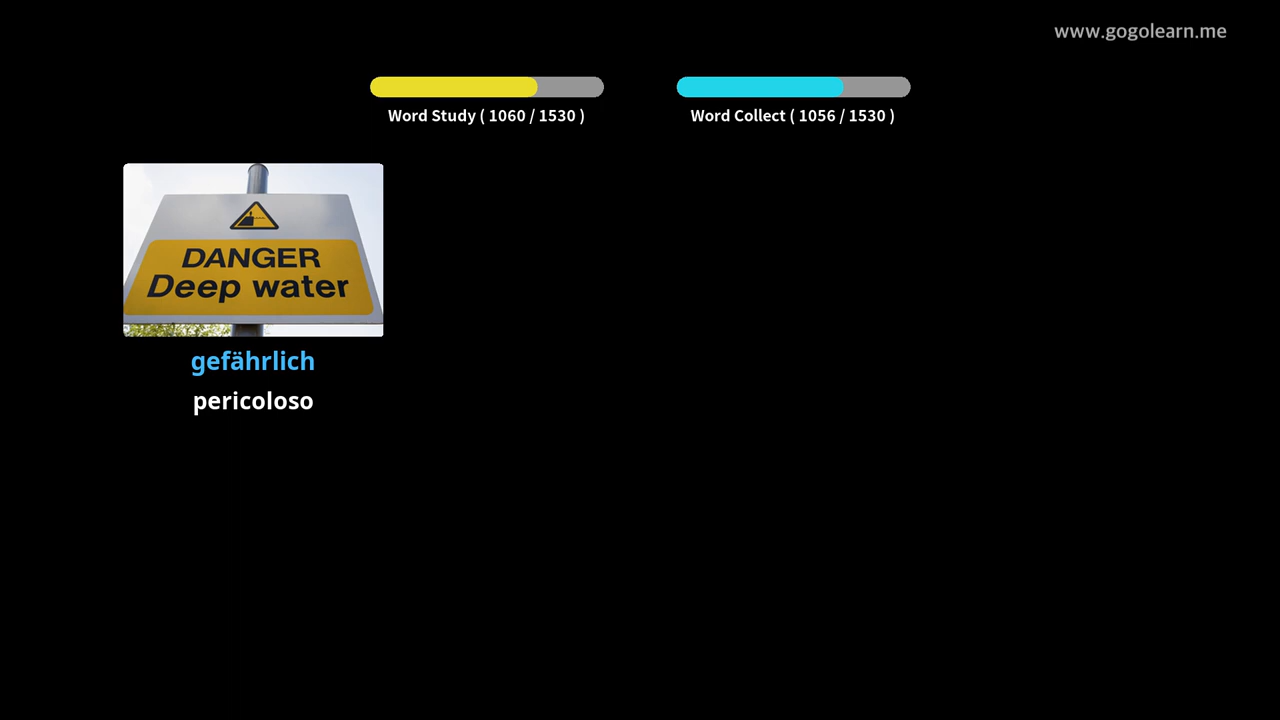 www.gogolearn.me
Word Study ( 1060 / 1530 )
Word Collect ( 1056 / 1530 )
DANGER
Deep water
gefährlich
pericoloso